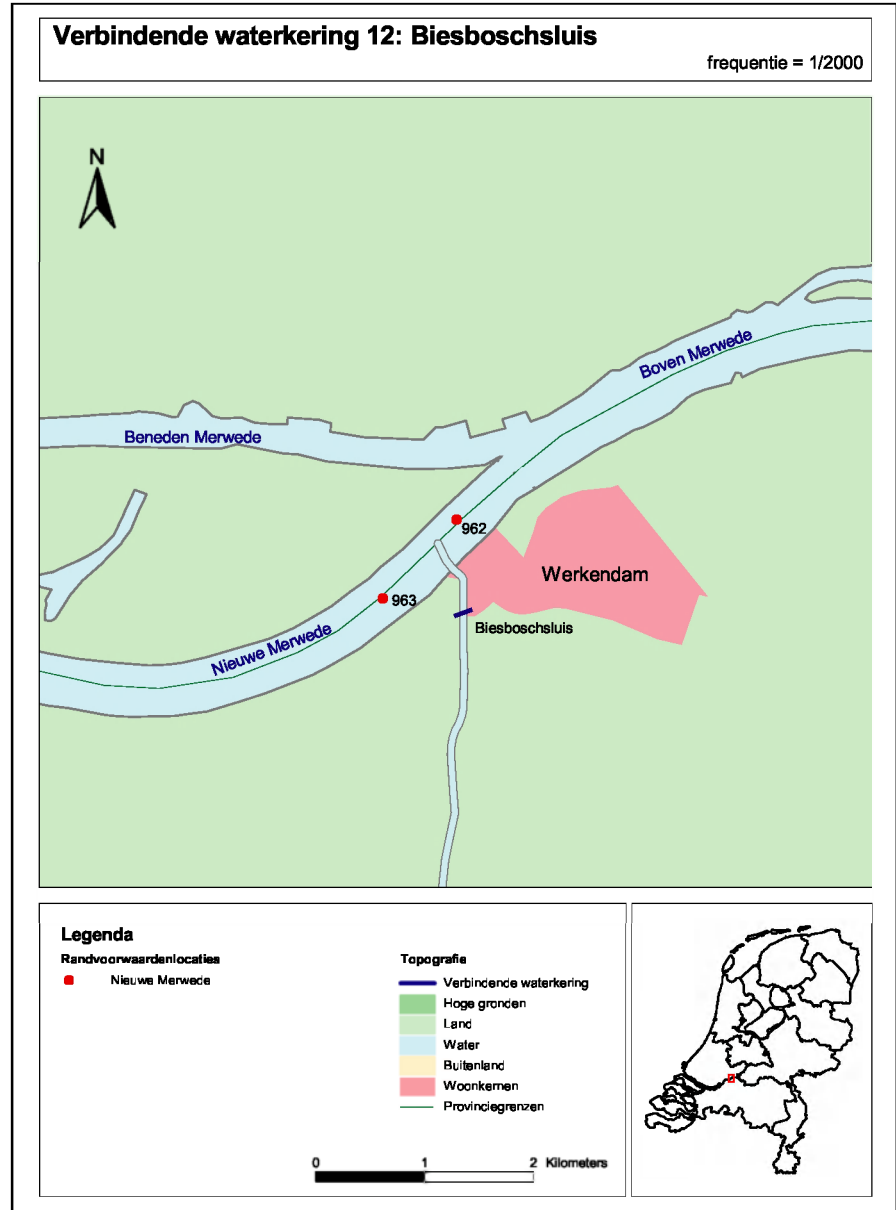 Verbindende waterkering 12: Biesboschsluis
frequentie = 1/2000
N
Boven Merwede
Beneden Merwede
962
Werkendam
963
Biesboschsluis
Nieuwe Merwede
Legenda
Randvoorwaardenlocaties
Nieuwe Merwede
Topografie
Verbindende waterkering
Hoge gronden
Land
Water
Buitenland
Woonkernen
Provinciegrenzen
0 1 2 Kilometers